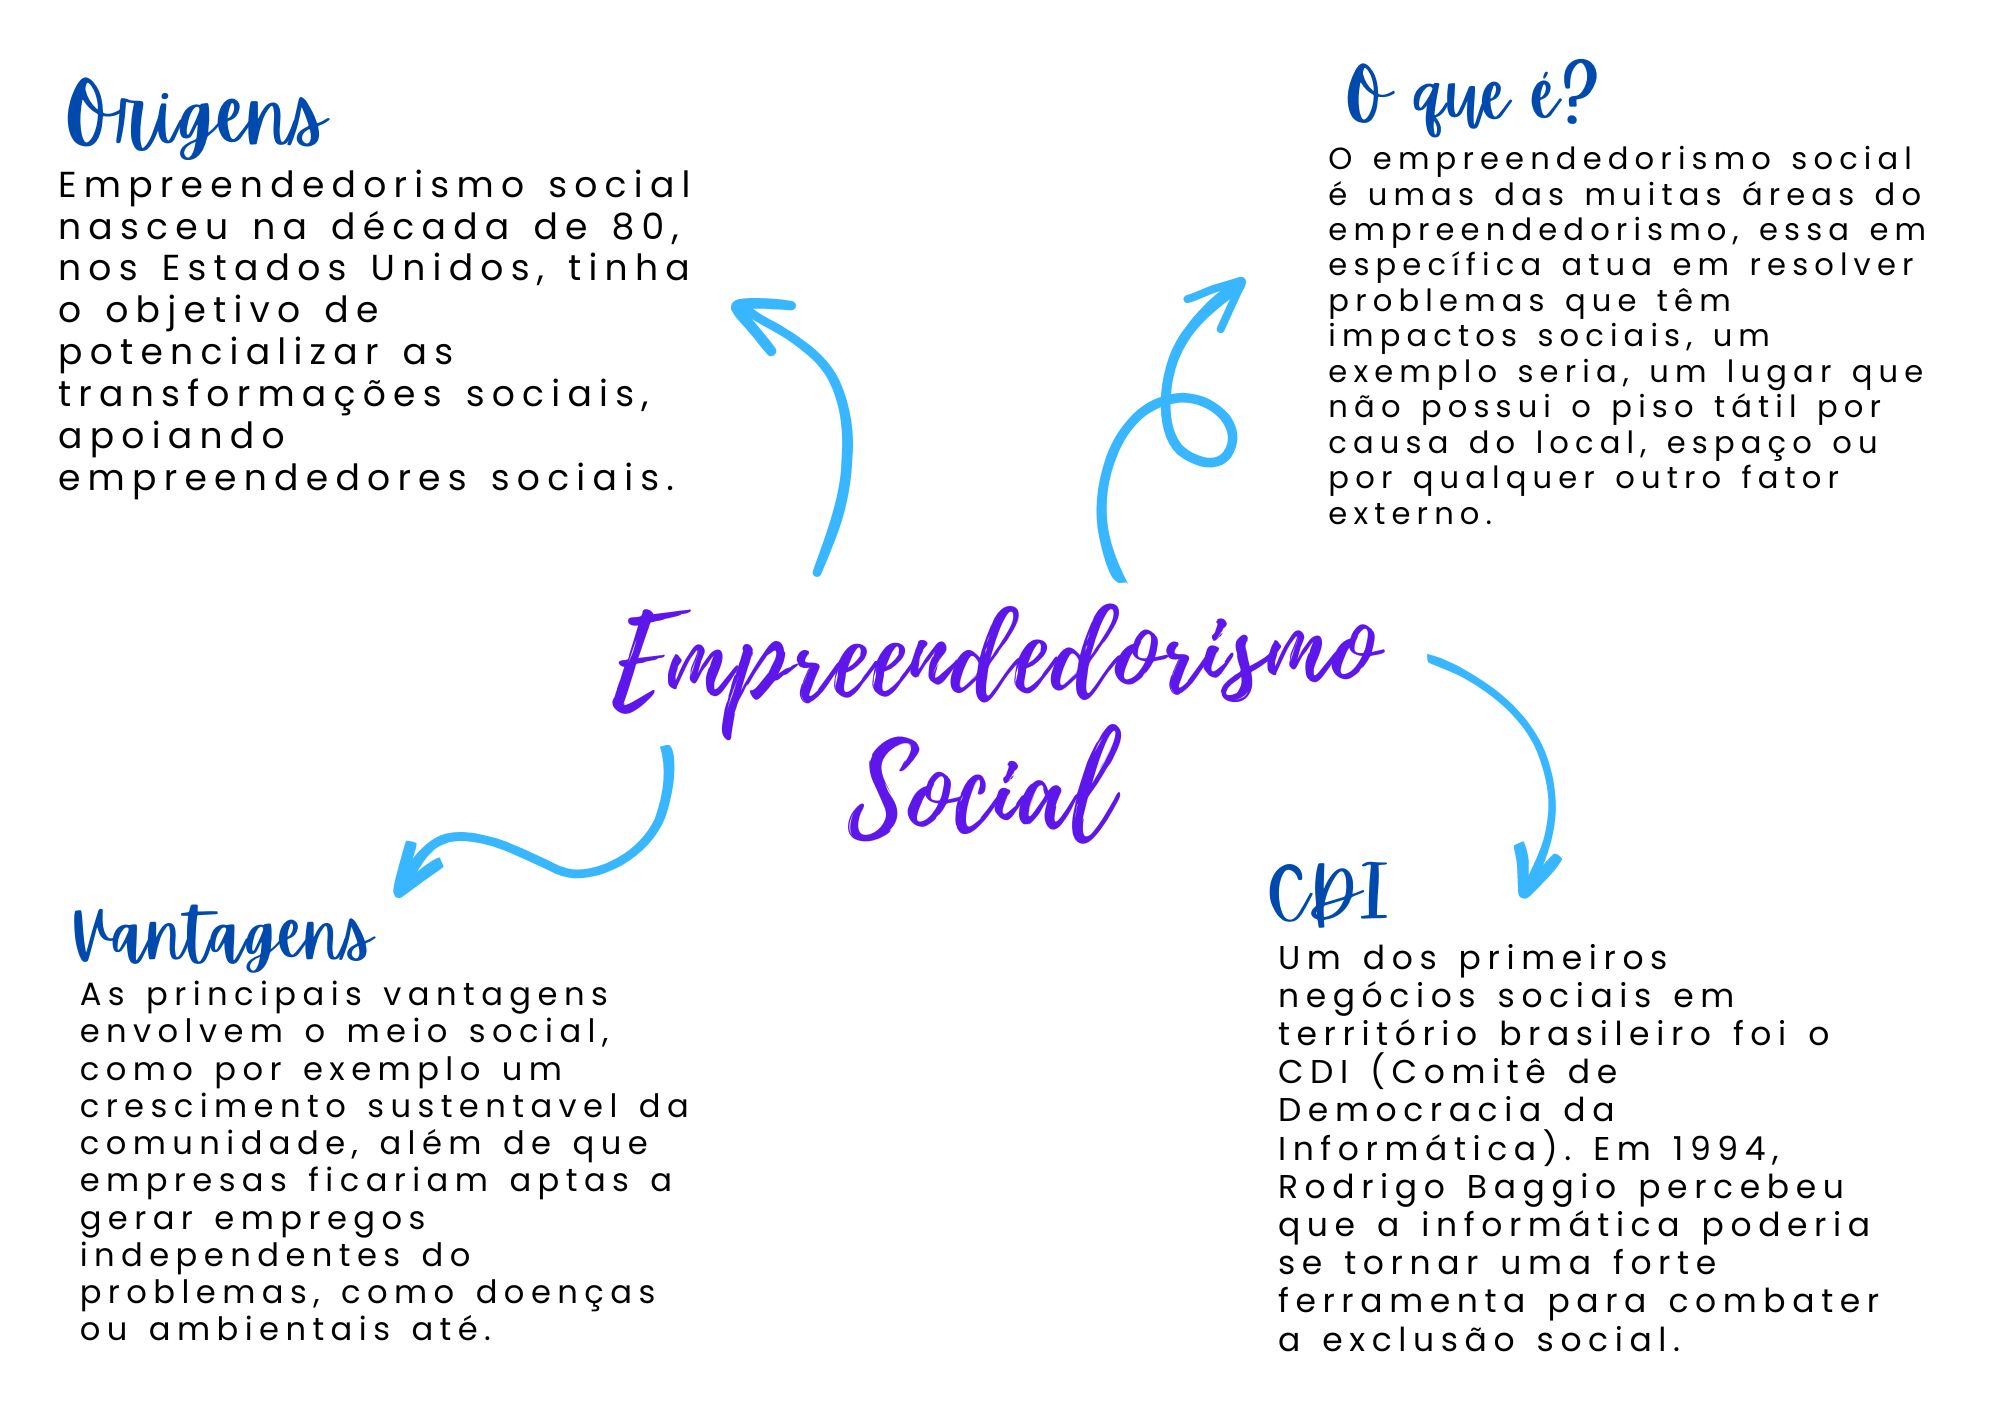 Origens
Empreendedorismo social
nasceu na década de 80,
nos Estados Unidos, tinha
o objetivo de
potencializar as
transformações sociais,
apoiando
empreendedores sociais.
O que é?
O empreendedorismo social
é umas das muitas áreas do
empreendedorismo, essa em
específica atua em resolver
problemas que têm
impactos sociais, um
exemplo seria, um lugar que
não possui o piso tátil por
causa do local, espaço ou
por qualquer outro fator
externo.
Empreendedorismo
Social
Vantagens
As principais vantagens
envolvem o meio social,
como por exemplo um
crescimento sustentavel da
comunidade, além de que
empresas ficariam aptas a
gerar empregos
independentes do
problemas, como doenças
ou ambientais até.
CDI
Um dos primeiros
negócios sociais em
território brasileiro foi o
CDI (Comitê de
Democracia da
Informática). Em 1994,
Rodrigo Baggio percebeu
que a informática poderia
se tornar uma forte
ferramenta para combater
a exclusão social.